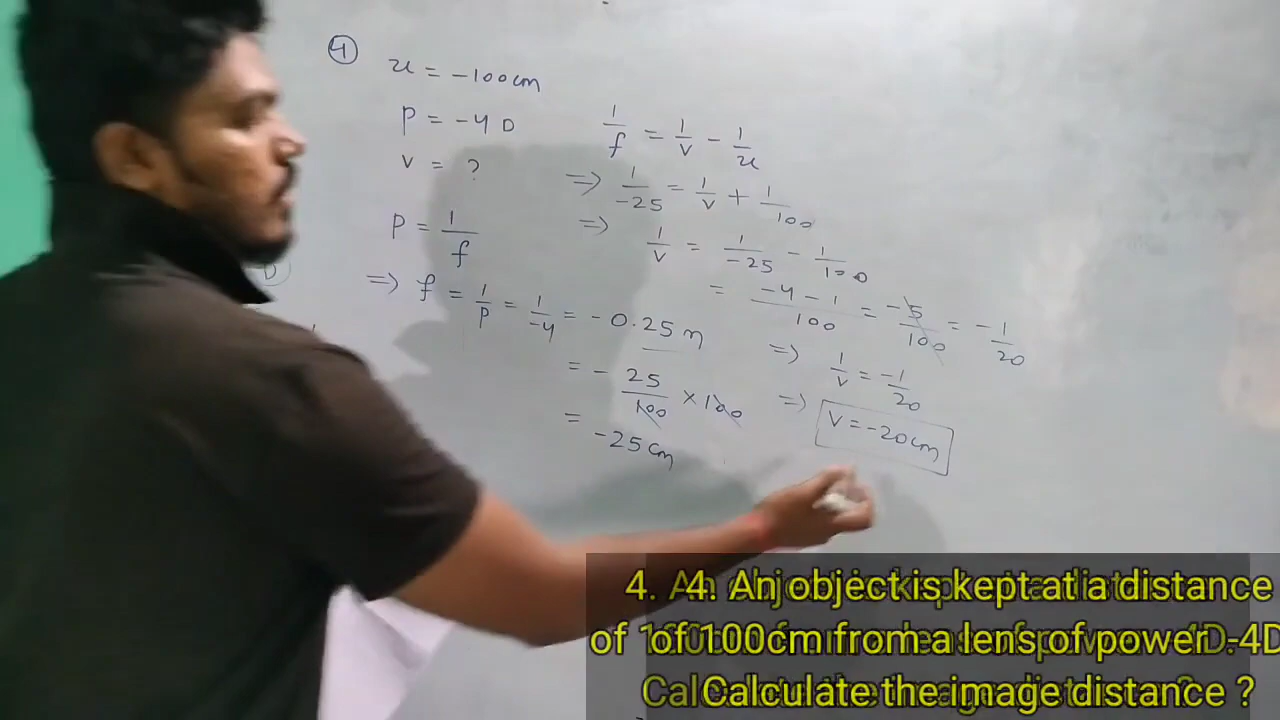 4
u = -100cm
P = -4 D
v = ?
P = 1/f
=> f = 1/P = 1/-4 = -0.25 m
= - 25/100 × 100
= -25 cm
1/f = 1/v - 1/u
=> 1/-25 = 1/v + 1/100
=> 1/v = 1/-25 - 1/100
= -4 - 1/100 = -5/100 = -1/20
=> 1/v = -1/20
=> v = -20cm
4. An object is kept at a distance
of 100cm from a lens of power -4D
Calculate the image distance ?